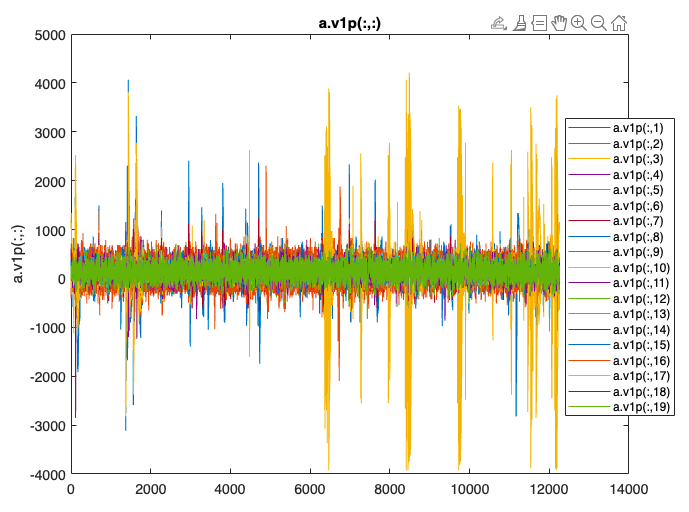 a.v1p(:,:)
5000
4000
3000
2000
1000
0
-1000
-2000
-3000
-4000
a.v1p(:,:)
0
2000
4000
6000
8000
10000
12000
14000
a.v1p(:,1)
a.v1p(:,2)
a.v1p(:,3)
a.v1p(:,4)
a.v1p(:,5)
a.v1p(:,6)
a.v1p(:,7)
a.v1p(:,8)
a.v1p(:,9)
a.v1p(:,10)
a.v1p(:,11)
a.v1p(:,12)
a.v1p(:,13)
a.v1p(:,14)
a.v1p(:,15)
a.v1p(:,16)
a.v1p(:,17)
a.v1p(:,18)
a.v1p(:,19)